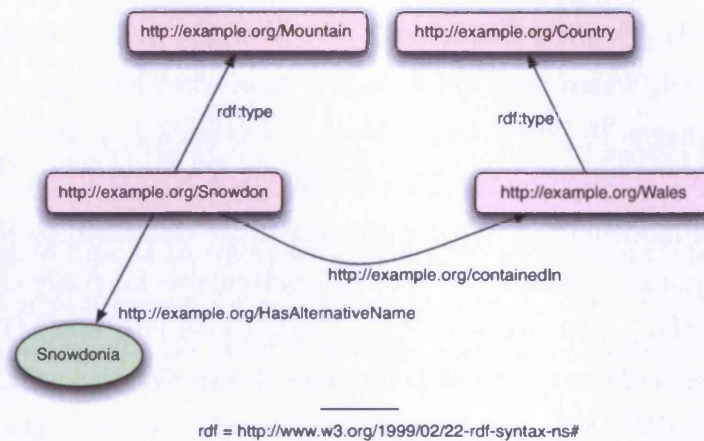 http://example.org/Mountain
http://example.org/Country
rdf:type
rdf:type
http://example.org/Snowdon
http://example.org/Wales
http://example.org/containedIn
http://example.org/HasAlternativeName
Snowdonia
rdf = http://www.w3.org/1999/02/22-rdf-syntax-ns#